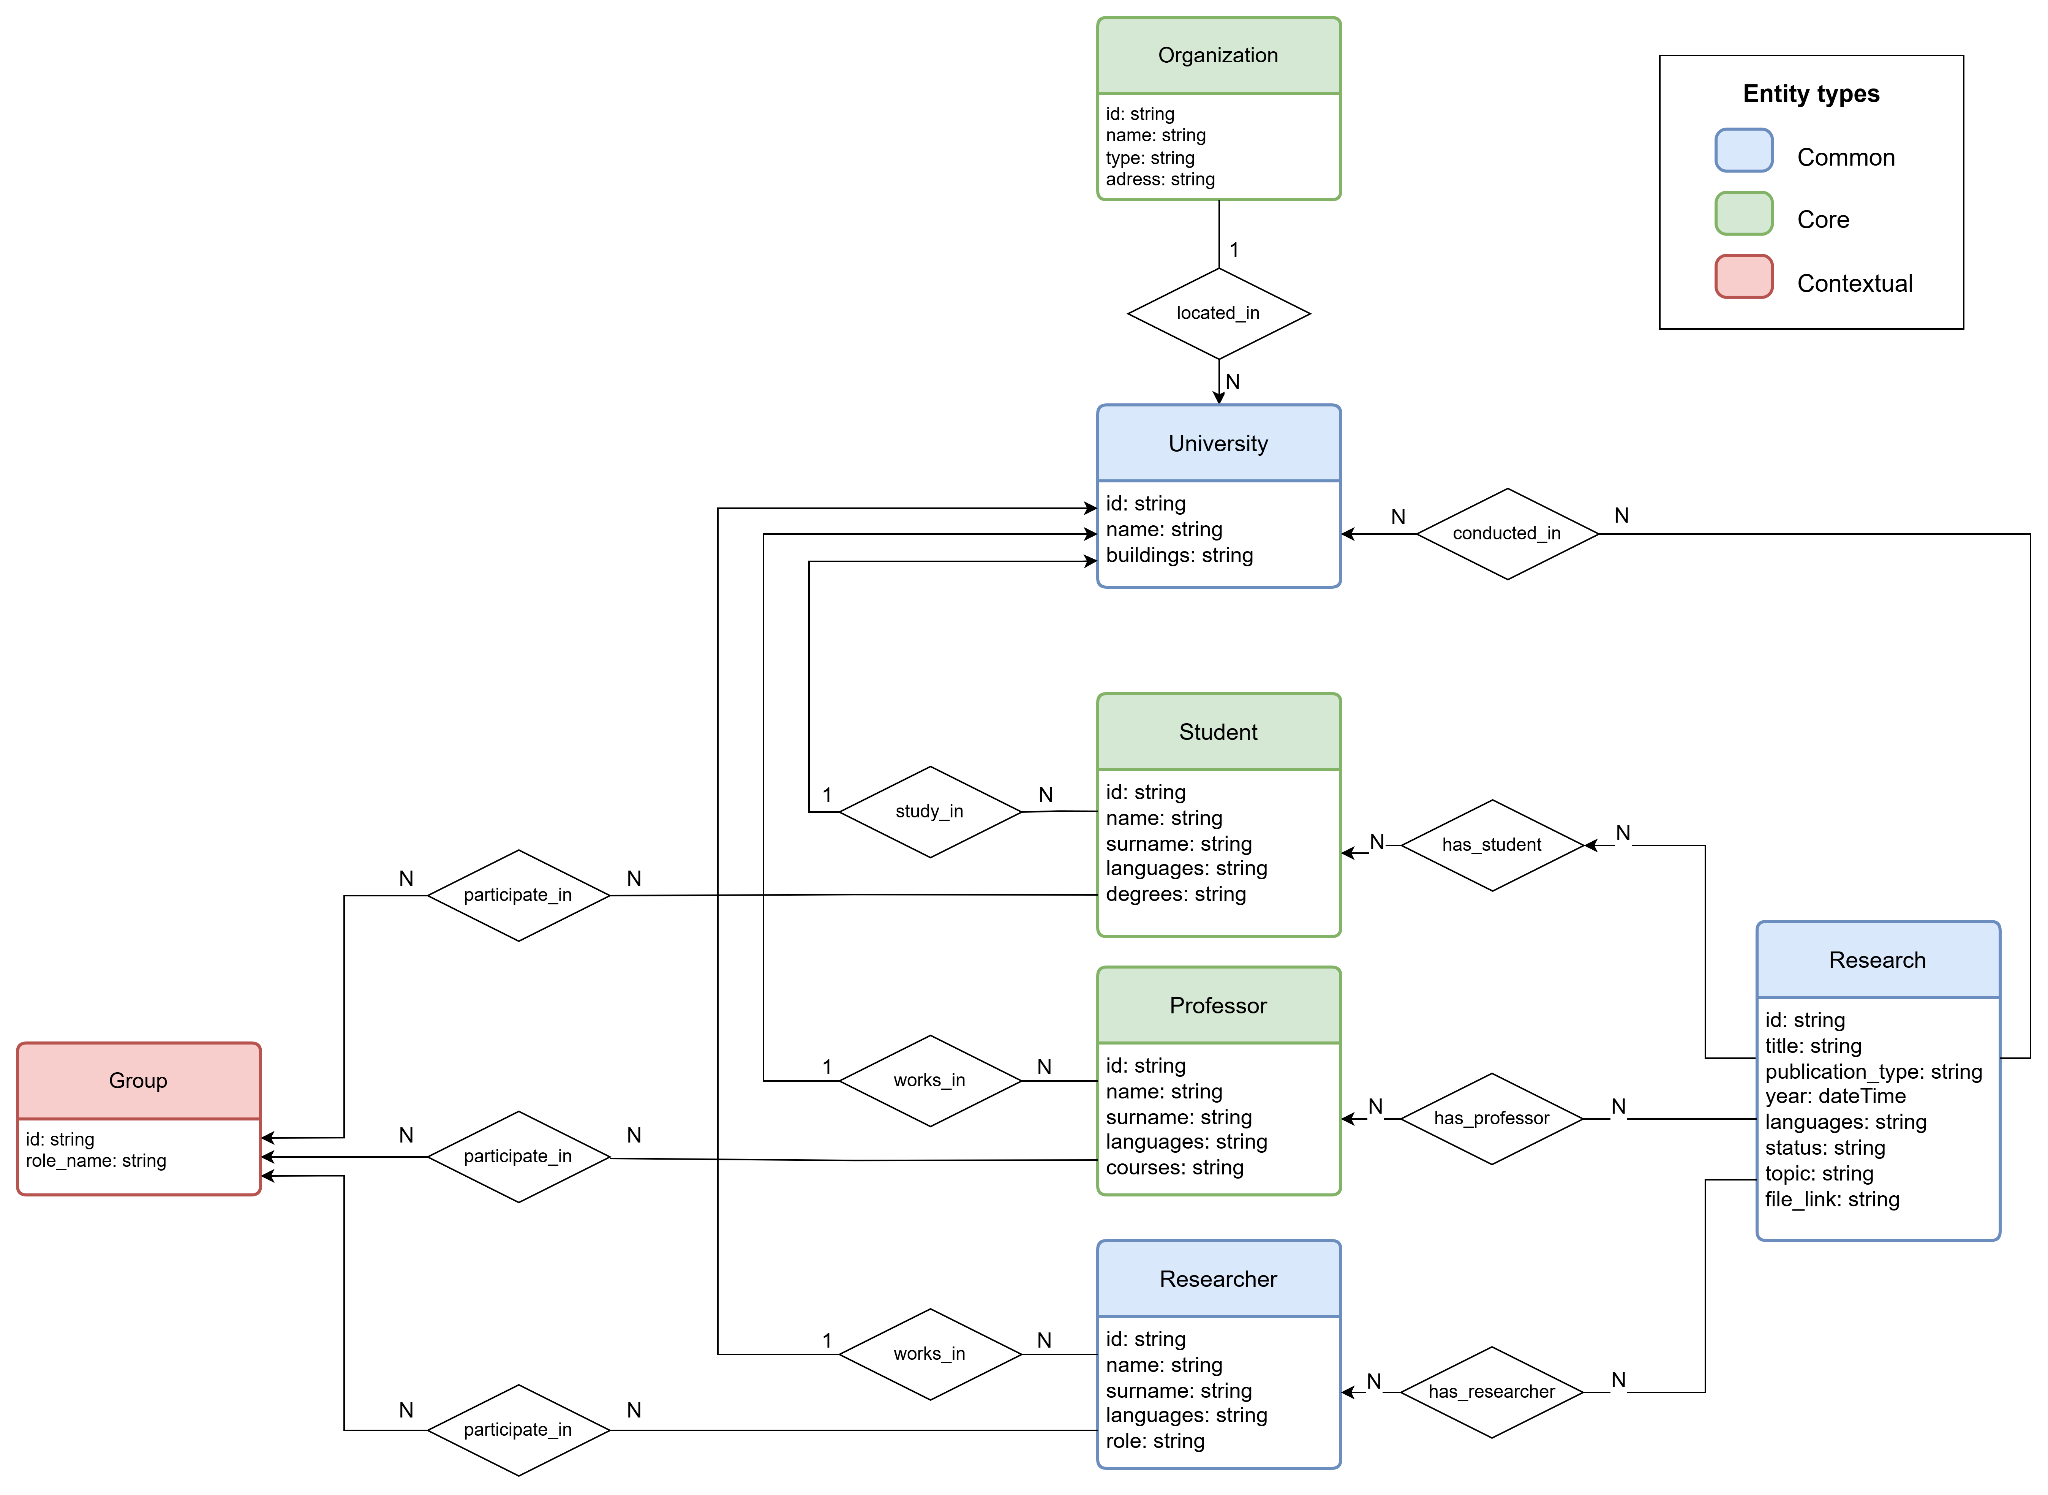 Organization
id: string
name: string
type: string
adress: string
Entity types
Common
Core
Contextual
1
located_in
N
University
id: string
name: string
buildings: string
N
conducted_in
N
Student
id: string
name: string
surname: string
languages: string
degrees: string
1
study_in
N
N
has_student
N
N
participate_in
N
Professor
id: string
name: string
surname: string
languages: string
courses: string
Research
id: string
title: string
publication_type: string
year: dateTime
languages: string
status: string
topic: string
file_link: string
1
works_in
N
N
has_professor
N
Group
id: string
role_name: string
N
participate_in
N
Researcher
id: string
name: string
surname: string
languages: string
role: string
1
works_in
N
N
has_researcher
N
N
participate_in
N